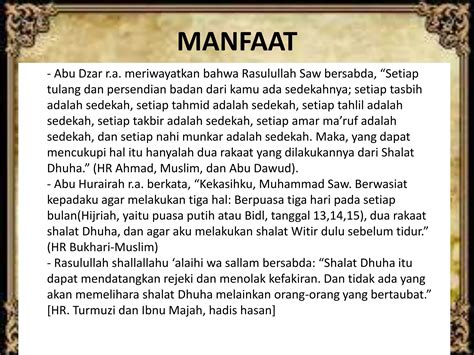 MANFAAT
- Abu Dzar r.a. meriwayatkan bahwa Rasulullah Saw bersabda, “Setiap
tulang dan persendian badan dari kamu ada sedekahnya; setiap tasbih
adalah sedekah, setiap tahmid adalah sedekah, setiap tahlil adalah
sedekah, setiap takbir adalah sedekah, setiap amar ma’ruf adalah
sedekah, dan setiap nahi munkar adalah sedekah. Maka, yang dapat
mencukupi hal itu hanyalah dua rakaat yang dilakukannya dari Shalat
Dhuha.” (HR Ahmad, Muslim, dan Abu Dawud).
- Abu Hurairah r.a. berkata, “Kekasihku, Muhammad Saw. Berwasiat
kepadaku agar melakukan tiga hal: Berpuasa tiga hari pada setiap
bulan(Hijriah, yaitu puasa putih atau Bidl, tanggal 13,14,15), dua rakaat
shalat Dhuha, dan agar aku melakukan shalat Witir dulu sebelum tidur.”
(HR Bukhari-Muslim)
- Rasulullah shallallahu ‘alaihi wa sallam bersabda: “Shalat Dhuha itu
dapat mendatangkan rejeki dan menolak kefakiran. Dan tidak ada yang
akan memelihara shalat Dhuha melainkan orang-orang yang bertaubat.”
[HR. Turmuzi dan Ibnu Majah, hadis hasan]